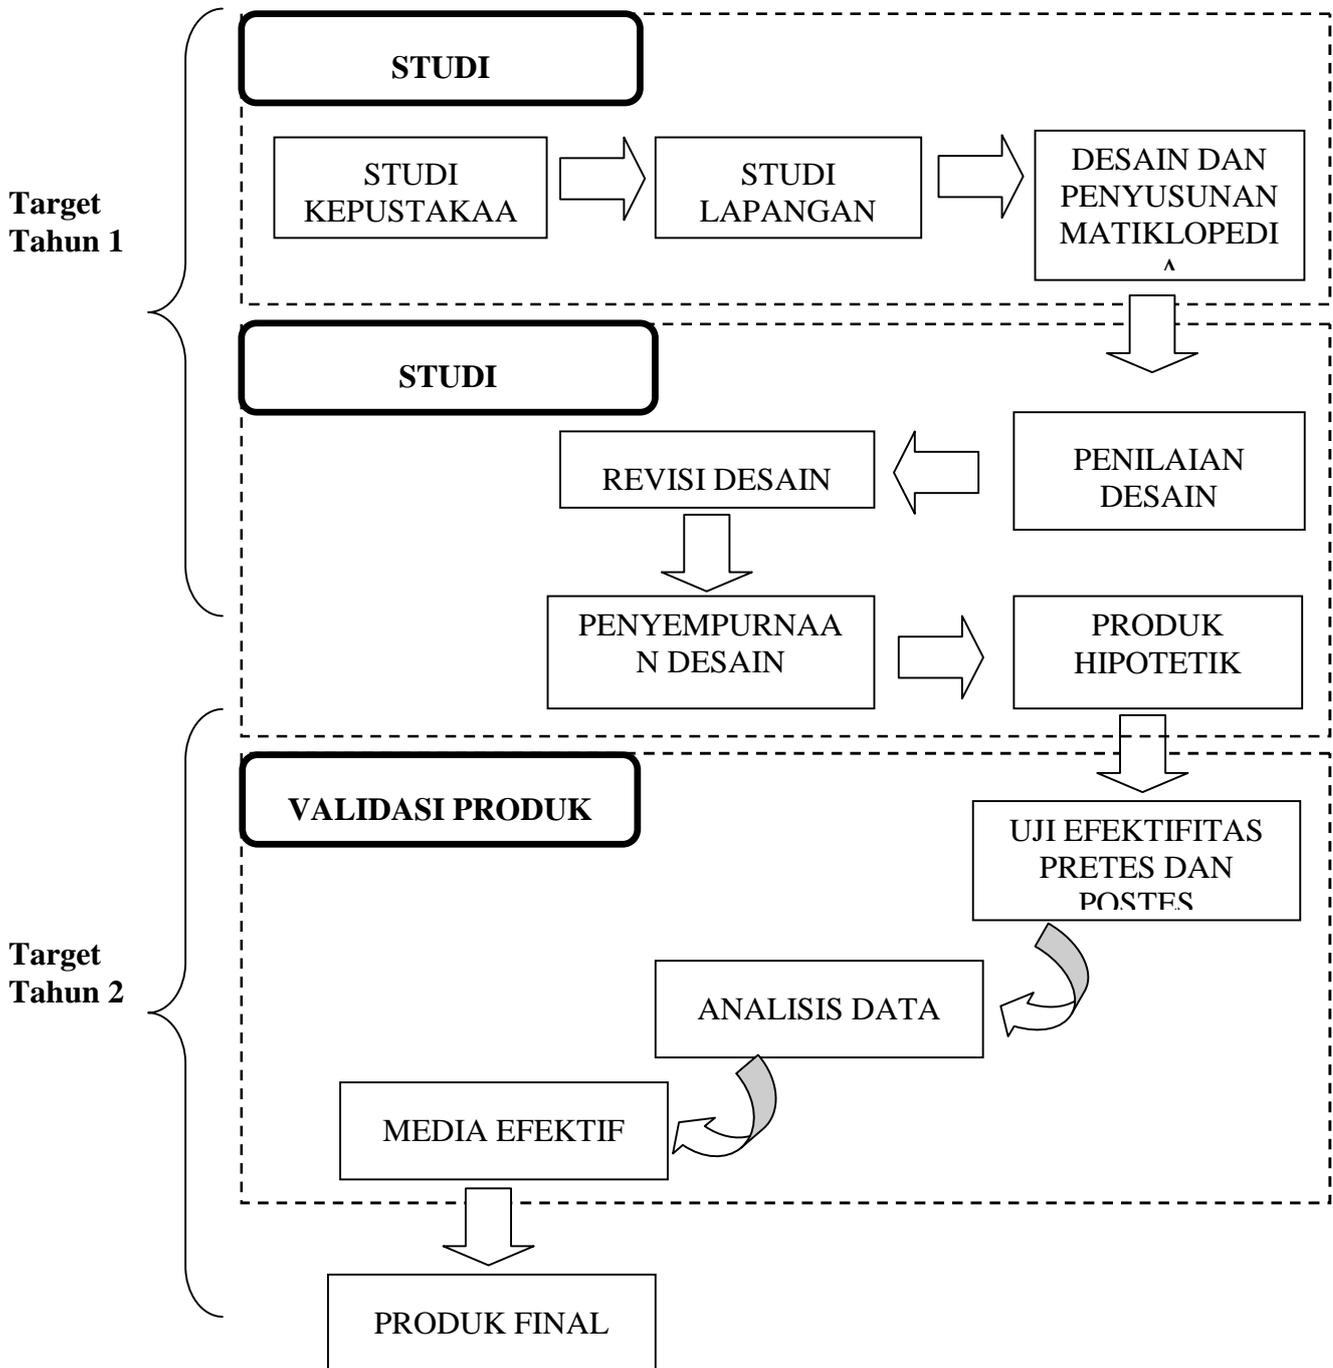 STUDI
STUDI
KEPUSTAKAA
STUDI
LAPANGAN
DESAIN DAN
PENYUSUNAN
MATIKLOPEDI
Target
Tahun 1
STUDI
REVISI DESAIN
PENILAIAN
DESAIN
PENYEMPURNAA
N DESAIN
PRODUK
HIPOTETIK
VALIDASI PRODUK
UJI EFEKTIFITAS
PRETES DAN
POSTES
Target
Tahun 2
ANALISIS DATA
MEDIA EFEKTIF
PRODUK FINAL